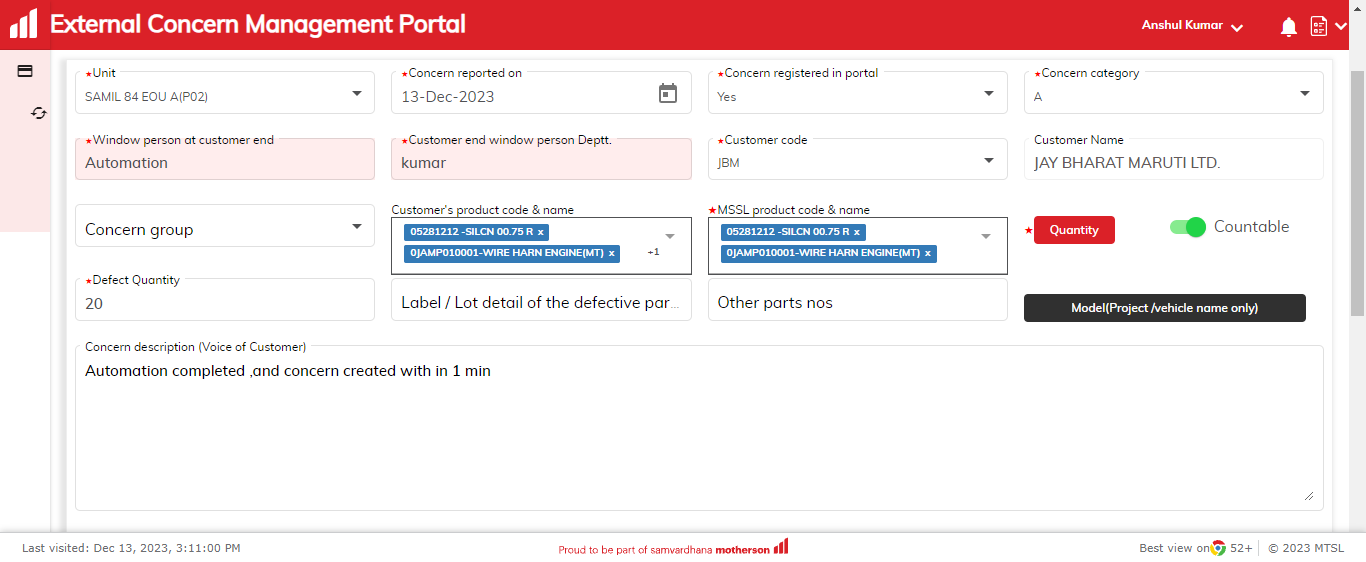 External Concern Management Portal
Anshul Kumar
★Unit
SAMIL 84 EOU A(P02)
★Concern reported on
13-Dec-2023
★Concern registered in portal
Yes
★Concern category
A
★Window person at customer end
Automation
★Customer end window person Deptt.
kumar
★Customer code
JBM
Customer Name
JAY BHARAT MARUTI LTD.
Concern group
Customer's product code & name
05281212 -SILCN 00.75 R x
0JAMP010001-WIRE HARN ENGINE(MT) x
+1
★MSSL product code & name
05281212 -SILCN 00.75 R x
0JAMP010001-WIRE HARN ENGINE(MT) x
★ Quantity
Countable
★Defect Quantity
20
Label / Lot detail of the defective par...
Other parts nos
Model(Project /vehicle name only)
Concern description (Voice of Customer)
Automation completed ,and concern created with in 1 min
Last visited: Dec 13, 2023, 3:11:00 PM
Proud to be part of samvardhana motherson
Best view on 52+ | © 2023 MTSL